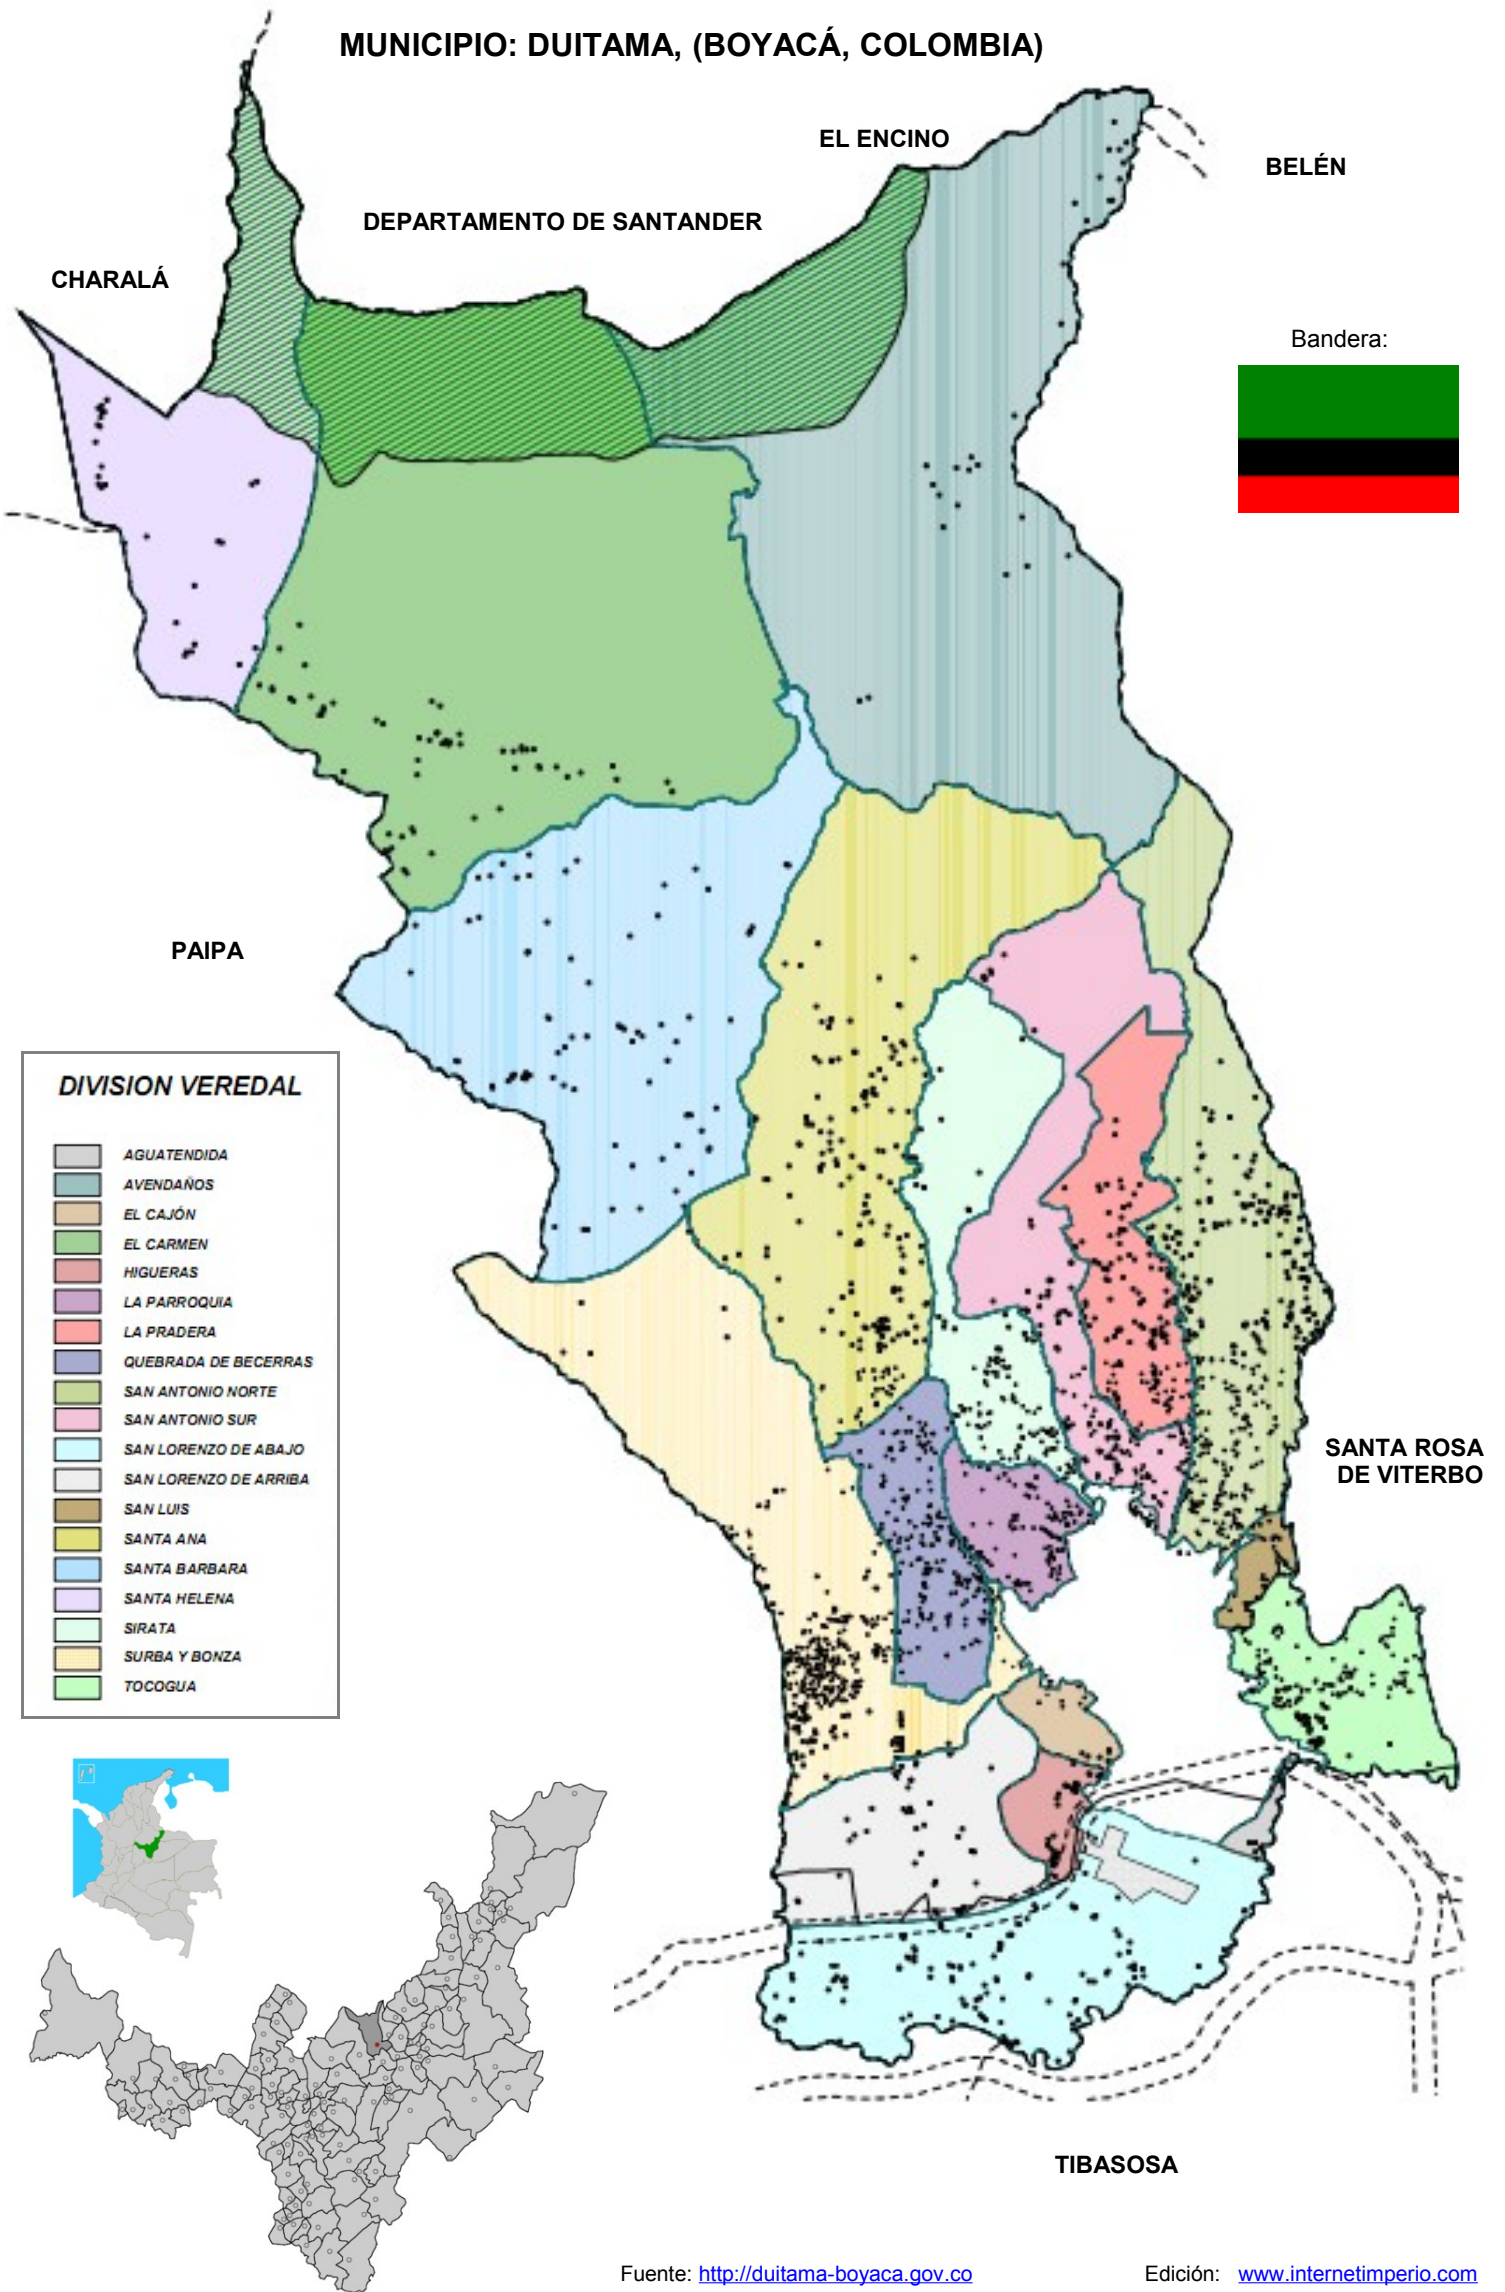 MUNICIPIO: DUITAMA, (BOYACÁ, COLOMBIA)
EL ENCINO
BELÉN
DEPARTAMENTO DE SANTANDER
CHARALÁ
Bandera:
PAIPA
DIVISION VEREDAL
AGUATENDIDA
AVENDAÑOS
EL CAJÓN
EL CARMEN
HIGUERAS
LA PARROQUIA
LA PRADERA
QUEBRADA DE BECERRAS
SAN ANTONIO NORTE
SAN ANTONIO SUR
SAN LORENZO DE ABAJO
SAN LORENZO DE ARRIBA
SAN LUIS
SANTA ANA
SANTA BARBARA
SANTA HELENA
SIRATA
SURBA Y BONZA
TOCOGUA
SANTA ROSA
DE VITERBO
TIBASOSA
Fuente: http://duitama-boyaca.gov.co
Edición: www.internetimperio.com